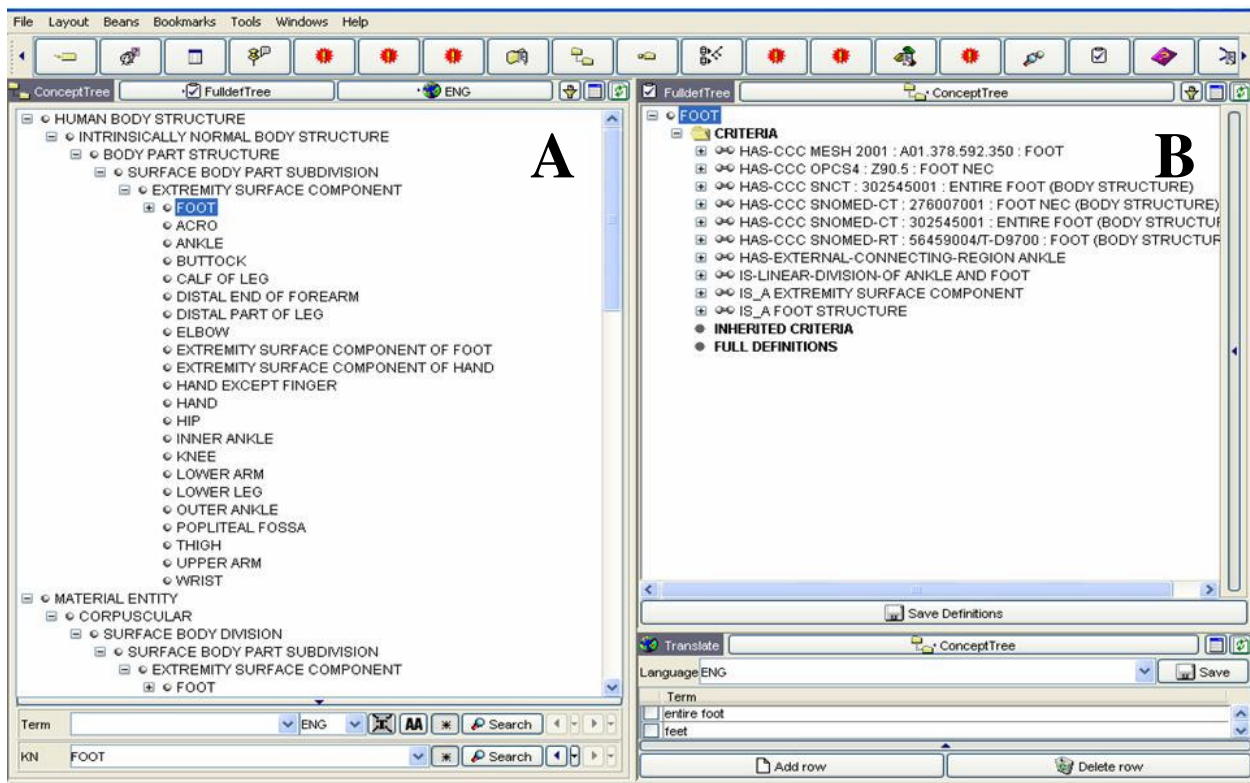 File Layout Beans Bookmarks Tools Windows Help
ConceptTree FulldefTree ENG
HUMAN BODY STRUCTURE
INTRINSICALLY NORMAL BODY STRUCTURE
BODY PART STRUCTURE
SURFACE BODY PART SUBDIVISION
EXTREMITY SURFACE COMPONENT
FOOT
ACRO
ANKLE
BUTTOCK
CALF OF LEG
DISTAL END OF FOREARM
DISTAL PART OF LEG
ELBOW
EXTREMITY SURFACE COMPONENT OF FOOT
EXTREMITY SURFACE COMPONENT OF HAND
HAND EXCEPT FINGER
HAND
HIP
INNER ANKLE
KNEE
LOWER ARM
LOWER LEG
OUTER ANKLE
POPLITEAL FOSSA
THIGH
UPPER ARM
WRIST
MATERIAL ENTITY
CORPUSCULAR
SURFACE BODY DIVISION
SURFACE BODY PART SUBDIVISION
EXTREMITY SURFACE COMPONENT
FOOT
A
Term ENG AA Search
KN FOOT Search
FulldefTree ConceptTree
FOOT
CRITERIA
HAS-CCC MESH 2001 : A01.378.592.350 : FOOT
HAS-CCC OPCS4 : Z90.5 : FOOT NEC
HAS-CCC SNCT : 302545001 : ENTIRE FOOT (BODY STRUCTURE)
HAS-CCC SNOMED-CT : 276007001 : FOOT NEC (BODY STRUCTURE)
HAS-CCC SNOMED-CT : 302545001 : ENTIRE FOOT (BODY STRUCTUR
HAS-CCC SNOMED-RT : 56459004/T-D9700 : FOOT (BODY STRUCTUR
HAS-EXTERNAL-CONNECTING-REGION ANKLE
IS-LINEAR-DIVISION-OF ANKLE AND FOOT
IS_A EXTREMITY SURFACE COMPONENT
IS_A FOOT STRUCTURE
INHERITED CRITERIA
FULL DEFINITIONS
B
Save Definitions
Translate ConceptTree
Language ENG Save
Term
entire foot
feet
Add row Delete row